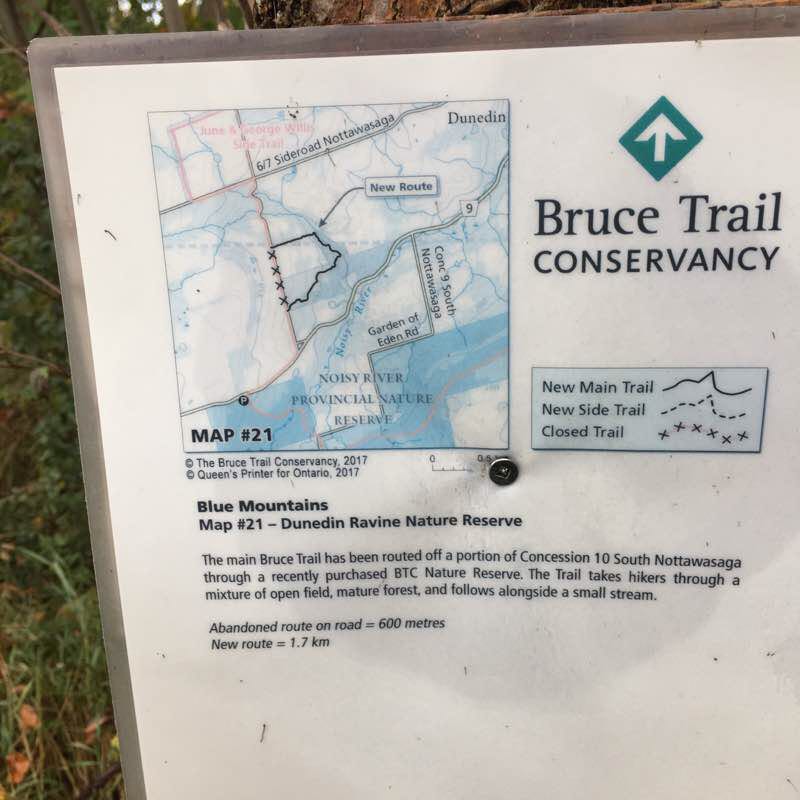 June & George Willis
Side Trail
6/7 Sideroad Nottawasaga
Dunedin
New Route
9
Conc 9 South
Nottawasaga
Noisy River
Garden of
Eden Rd
NOISY RIVER
PROVINCIAL NATURE
RESERVE
P
MAP #21
© The Bruce Trail Conservancy, 2017
© Queen's Printer for Ontario, 2017
0 0.5
Bruce Trail
CONSERVANCY
New Main Trail
New Side Trail
Closed Trail
Blue Mountains
Map #21 – Dunedin Ravine Nature Reserve
The main Bruce Trail has been routed off a portion of Concession 10 South Nottawasaga
through a recently purchased BTC Nature Reserve. The Trail takes hikers through a
mixture of open field, mature forest, and follows alongside a small stream.
Abandoned route on road = 600 metres
New route = 1.7 km